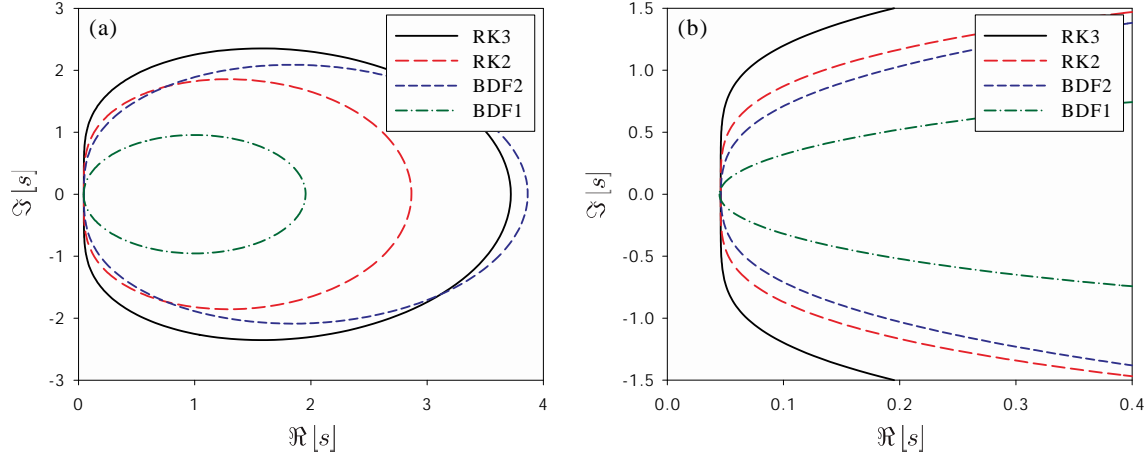 (a)
RK3
RK2
BDF2
BDF1
3
2
1
0
-1
-2
-3
ℑ⌊s⌋
0 1 2 3 4
ℜ⌊s⌋
(b)
RK3
RK2
BDF2
BDF1
1.5
1.0
0.5
0.0
-0.5
-1.0
-1.5
ℑ⌊s⌋
0.0 0.1 0.2 0.3 0.4
ℜ⌊s⌋